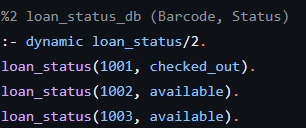 %2 loan_status_db (Barcode, Status)
:- dynamic loan_status/2.
loan_status(1001, checked_out).
loan_status(1002, available).
loan_status(1003, available).